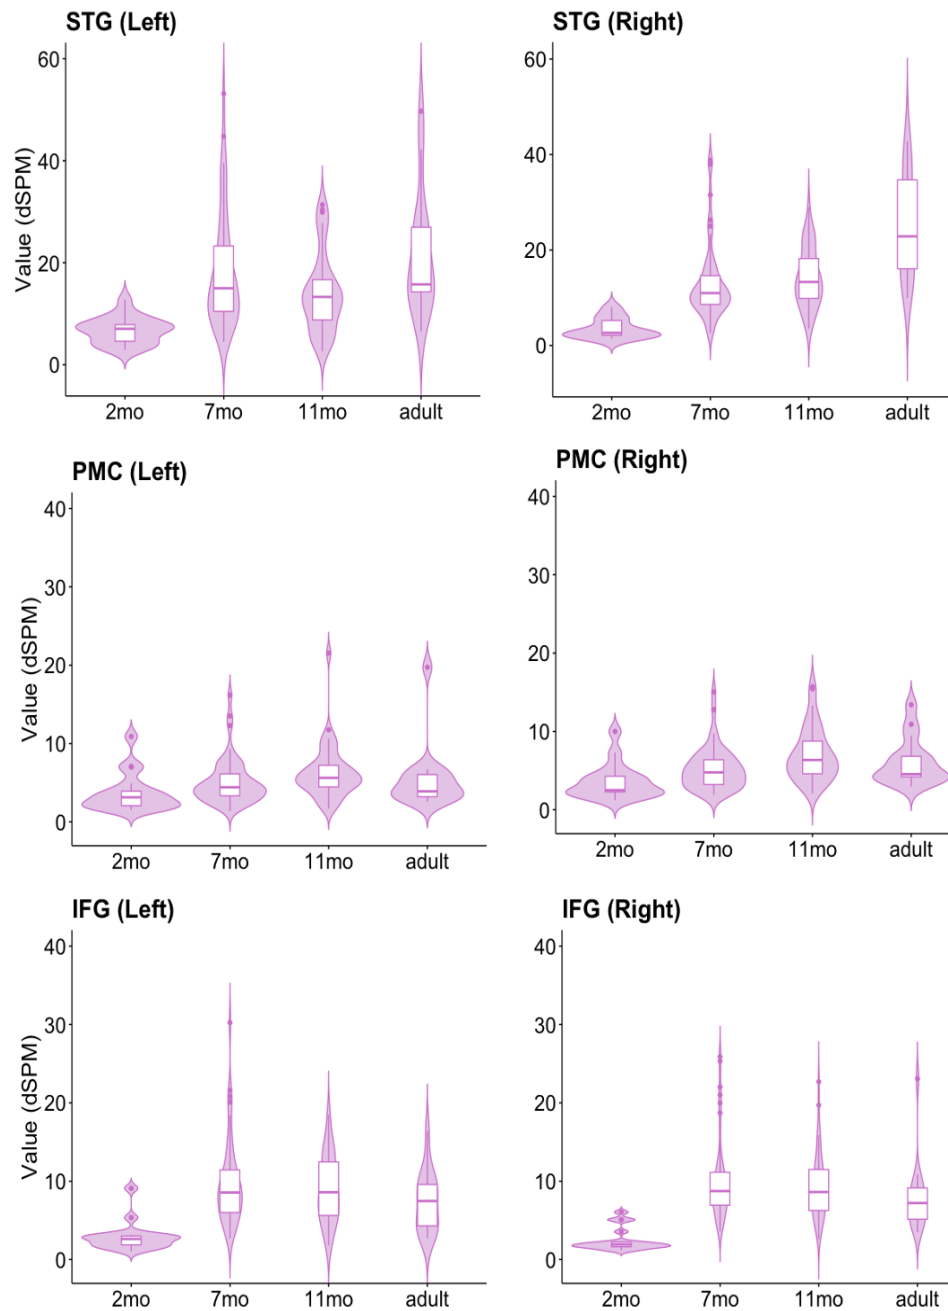 STG (Left)
Value (dSPM)
60
40
20
0
2mo 7mo 11mo adult
STG (Right)
60
40
20
0
2mo 7mo 11mo adult
PMC (Left)
Value (dSPM)
40
30
20
10
0
2mo 7mo 11mo adult
PMC (Right)
40
30
20
10
0
2mo 7mo 11mo adult
IFG (Left)
Value (dSPM)
40
30
20
10
0
2mo 7mo 11mo adult
IFG (Right)
40
30
20
10
0
2mo 7mo 11mo adult